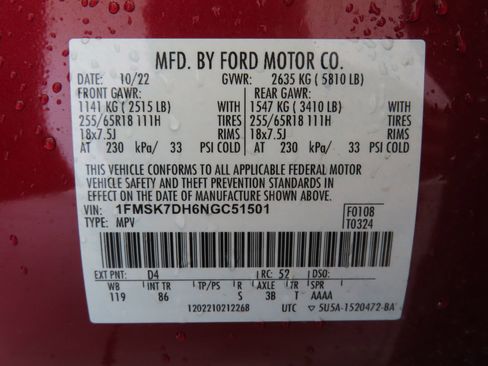 MFD. BY FORD MOTOR CO.
DATE: 10/22 GVWR: 2635 KG ( 5810 LB)
FRONT GAWR: REAR GAWR:
1141 KG ( 2515 LB) WITH 1547 KG ( 3410 LB) WITH
255/65R18 111H TIRES 255/65R18 111H TIRES
18x7.5J RIMS 18x7.5J RIMS
AT 230 kPa/ 33 PSI COLD AT 230 kPa/ 33 PSI COLD
THIS VEHICLE CONFORMS TO ALL APPLICABLE FEDERAL MOTOR
VEHICLE SAFETY AND THEFT PREVENTION STANDARDS IN
EFFECT ON THE DATE OF MANUFACTURE SHOWN ABOVE.
VIN: 1FMSK7DH6NGC51501 F0108
TYPE: MPV T0324
EXT PNT: D4 RC: 52 DSO:
WB INT TR TP/PS R AXLE TR SPR
119 86 S 3B T AAAA
1202210212268 UTC ▽ 5U5A-1520472-BA